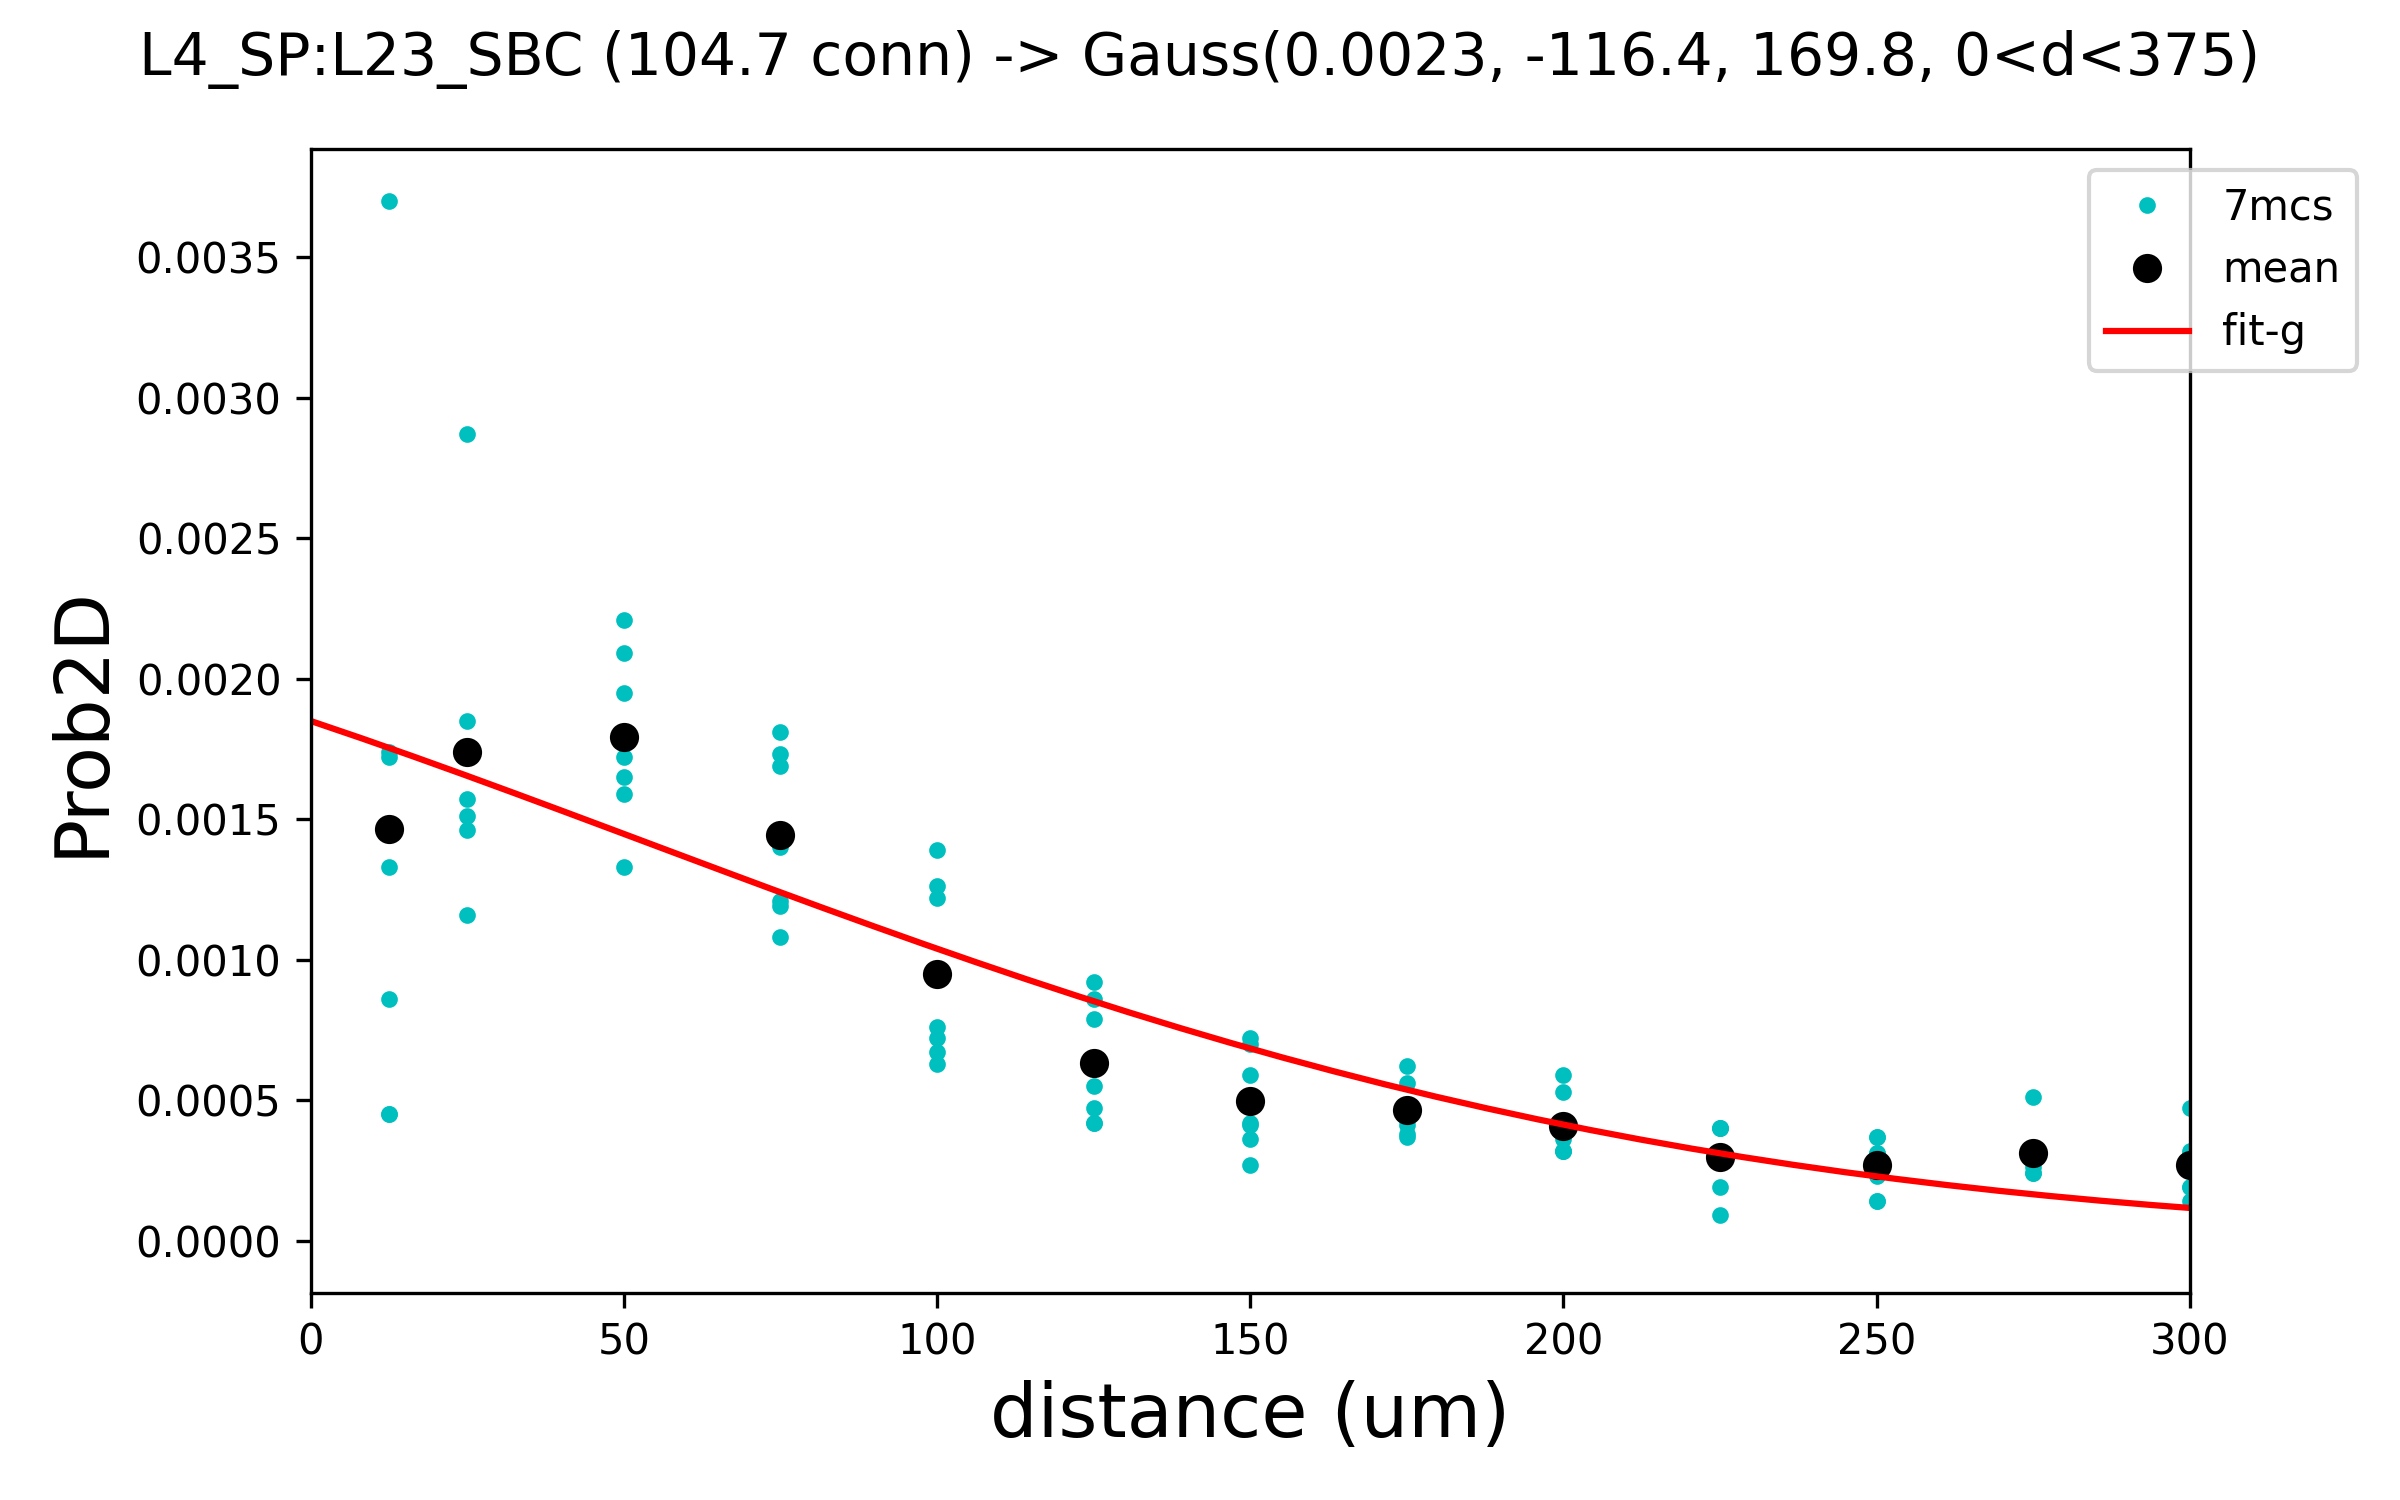 L4_SP:L23_SBC (104.7 conn) -> Gauss(0.0023, -116.4, 169.8, 0<d<375)
7mcs
mean
fit-g
Prob2D
0.0035
0.0030
0.0025
0.0020
0.0015
0.0010
0.0005
0.0000
0 50 100 150 200 250 300
distance (um)